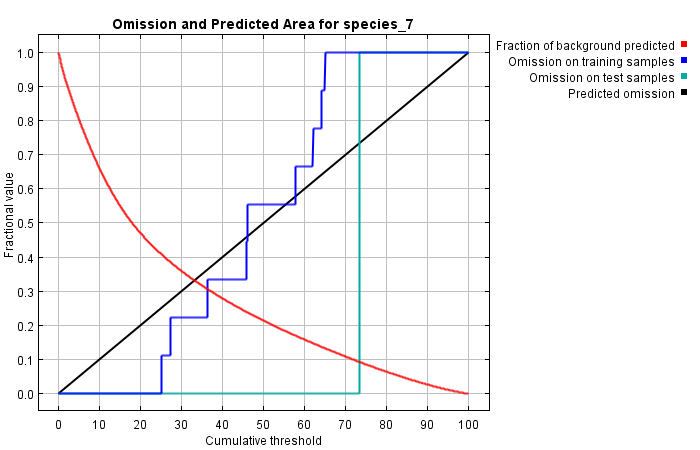 Omission and Predicted Area for species_7
Fraction of background predicted
Omission on training samples
Omission on test samples
Predicted omission
Fractional value
1.0
0.9
0.8
0.7
0.6
0.5
0.4
0.3
0.2
0.1
0.0
0 10 20 30 40 50 60 70 80 90 100
Cumulative threshold